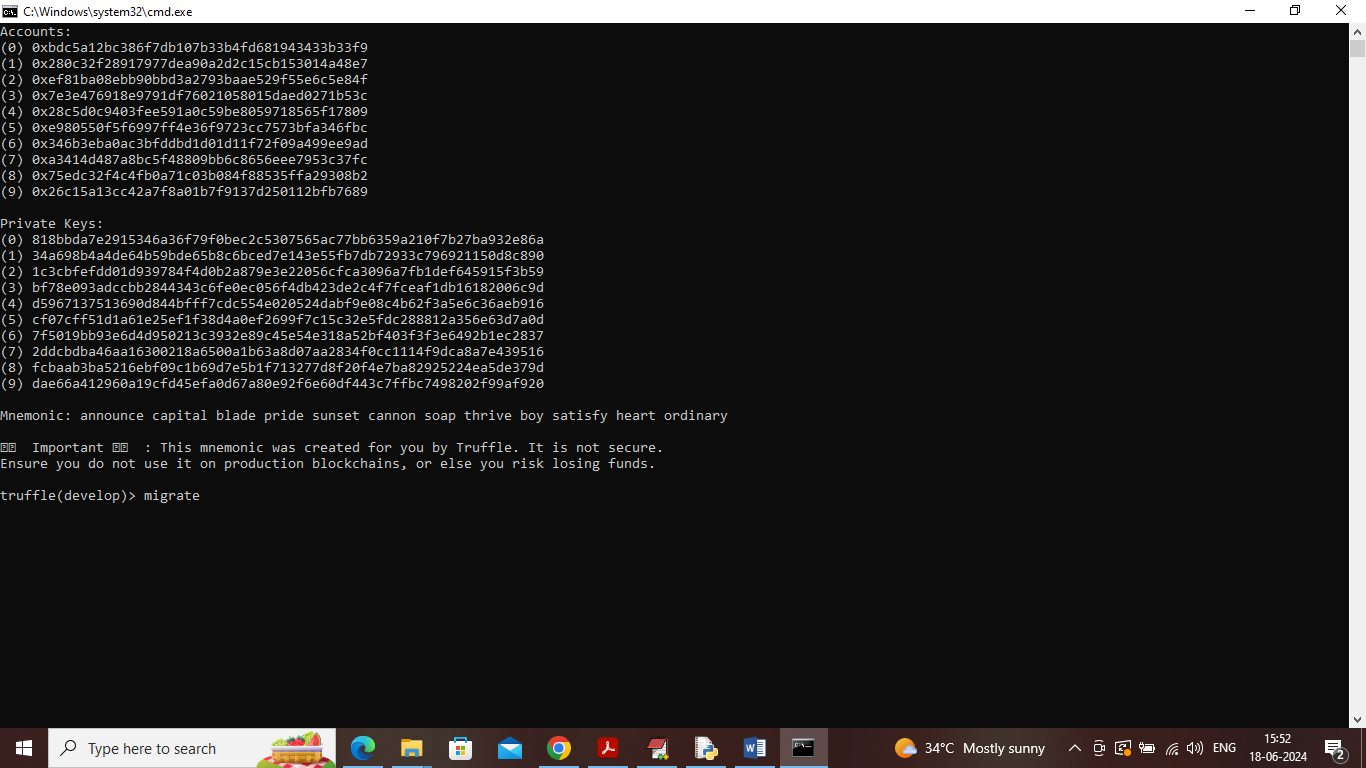 C:\Windows\system32\cmd.exe
Accounts:
(0) 0xbdc5a12bc386f7db107b33b4fd681943433b33f9
(1) 0x280c32f28917977dea90a2d2c15cb153014a48e7
(2) 0xef81ba08ebb90bbd3a2793baae529f55e6c5e84f
(3) 0x7e3e476918e9791df76021058015daed0271b53c
(4) 0x28c5d0c9403fee591a0c59be8059718565f17809
(5) 0xe980550f5f6997ff4e36f9723cc7573bfa346fbc
(6) 0x346b3eba0ac3bfddbd1d01d11f72f09a499ee9ad
(7) 0xa3414d487a8bc5f48809bb6c8656eee7953c37fc
(8) 0x75edc32f4c4fb0a71c03b084f88535ffa29308b2
(9) 0x26c15a13cc42a7f8a01b7f9137d250112bfb7689
Private Keys:
(0) 818bbda7e2915346a36f79f0bec2c5307565ac77bb6359a210f7b27ba932e86a
(1) 34a698b4a4de64b59bde65b8c6bced7e143e55fb7db72933c796921150d8c890
(2) 1c3cbfefdd01d939784f4d0b2a879e3e22056cfca3096a7fb1def645915f3b59
(3) bf78e093adccbb2844343c6fe0ec056f4db423de2c4f7fceaf1db16182006c9d
(4) d5967137513690d844bfff7cdc554e020524dabf9e08c4b62f3a5e6c36aeb916
(5) cf07cff51d1a61e25ef1f38d4a0ef2699f7c15c32e5fdc288812a356e63d7a0d
(6) 7f5019bb93e6d4d950213c3932e89c45e54e318a52bf403f3f3e6492b1ec2837
(7) 2ddcbdba46aa16300218a6500a1b63a8d07aa2834f0cc1114f9dca8a7e439516
(8) fcbaab3ba5216ebf09c1b69d7e5b1f713277d8f20f4e7ba82925224ea5de379d
(9) dae66a412960a19cfd45efa0d67a80e92f6e60df443c7ffbc7498202f99af920
Mnemonic: announce capital blade pride sunset cannon soap thrive boy satisfy heart ordinary
Important : This mnemonic was created for you by Truffle. It is not secure.
Ensure you do not use it on production blockchains, or else you risk losing funds.
truffle(develop)> migrate
Type here to search
34°C Mostly sunny
ENG
15:52
18-06-2024
2